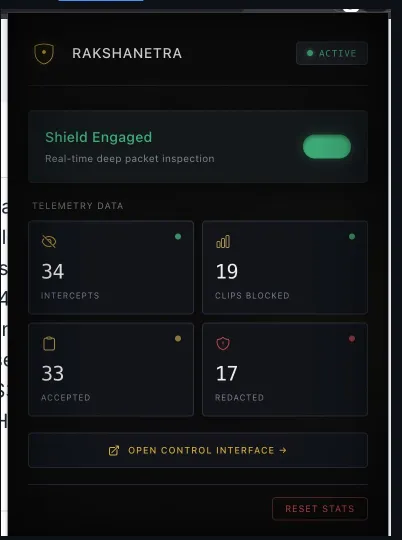 RAKSHANETRA
ACTIVE
Shield Engaged
Real-time deep packet inspection
TELEMETRY DATA
34
INTERCEPTS
19
CLIPS BLOCKED
33
ACCEPTED
17
REDACTED
OPEN CONTROL INTERFACE →
RESET STATS